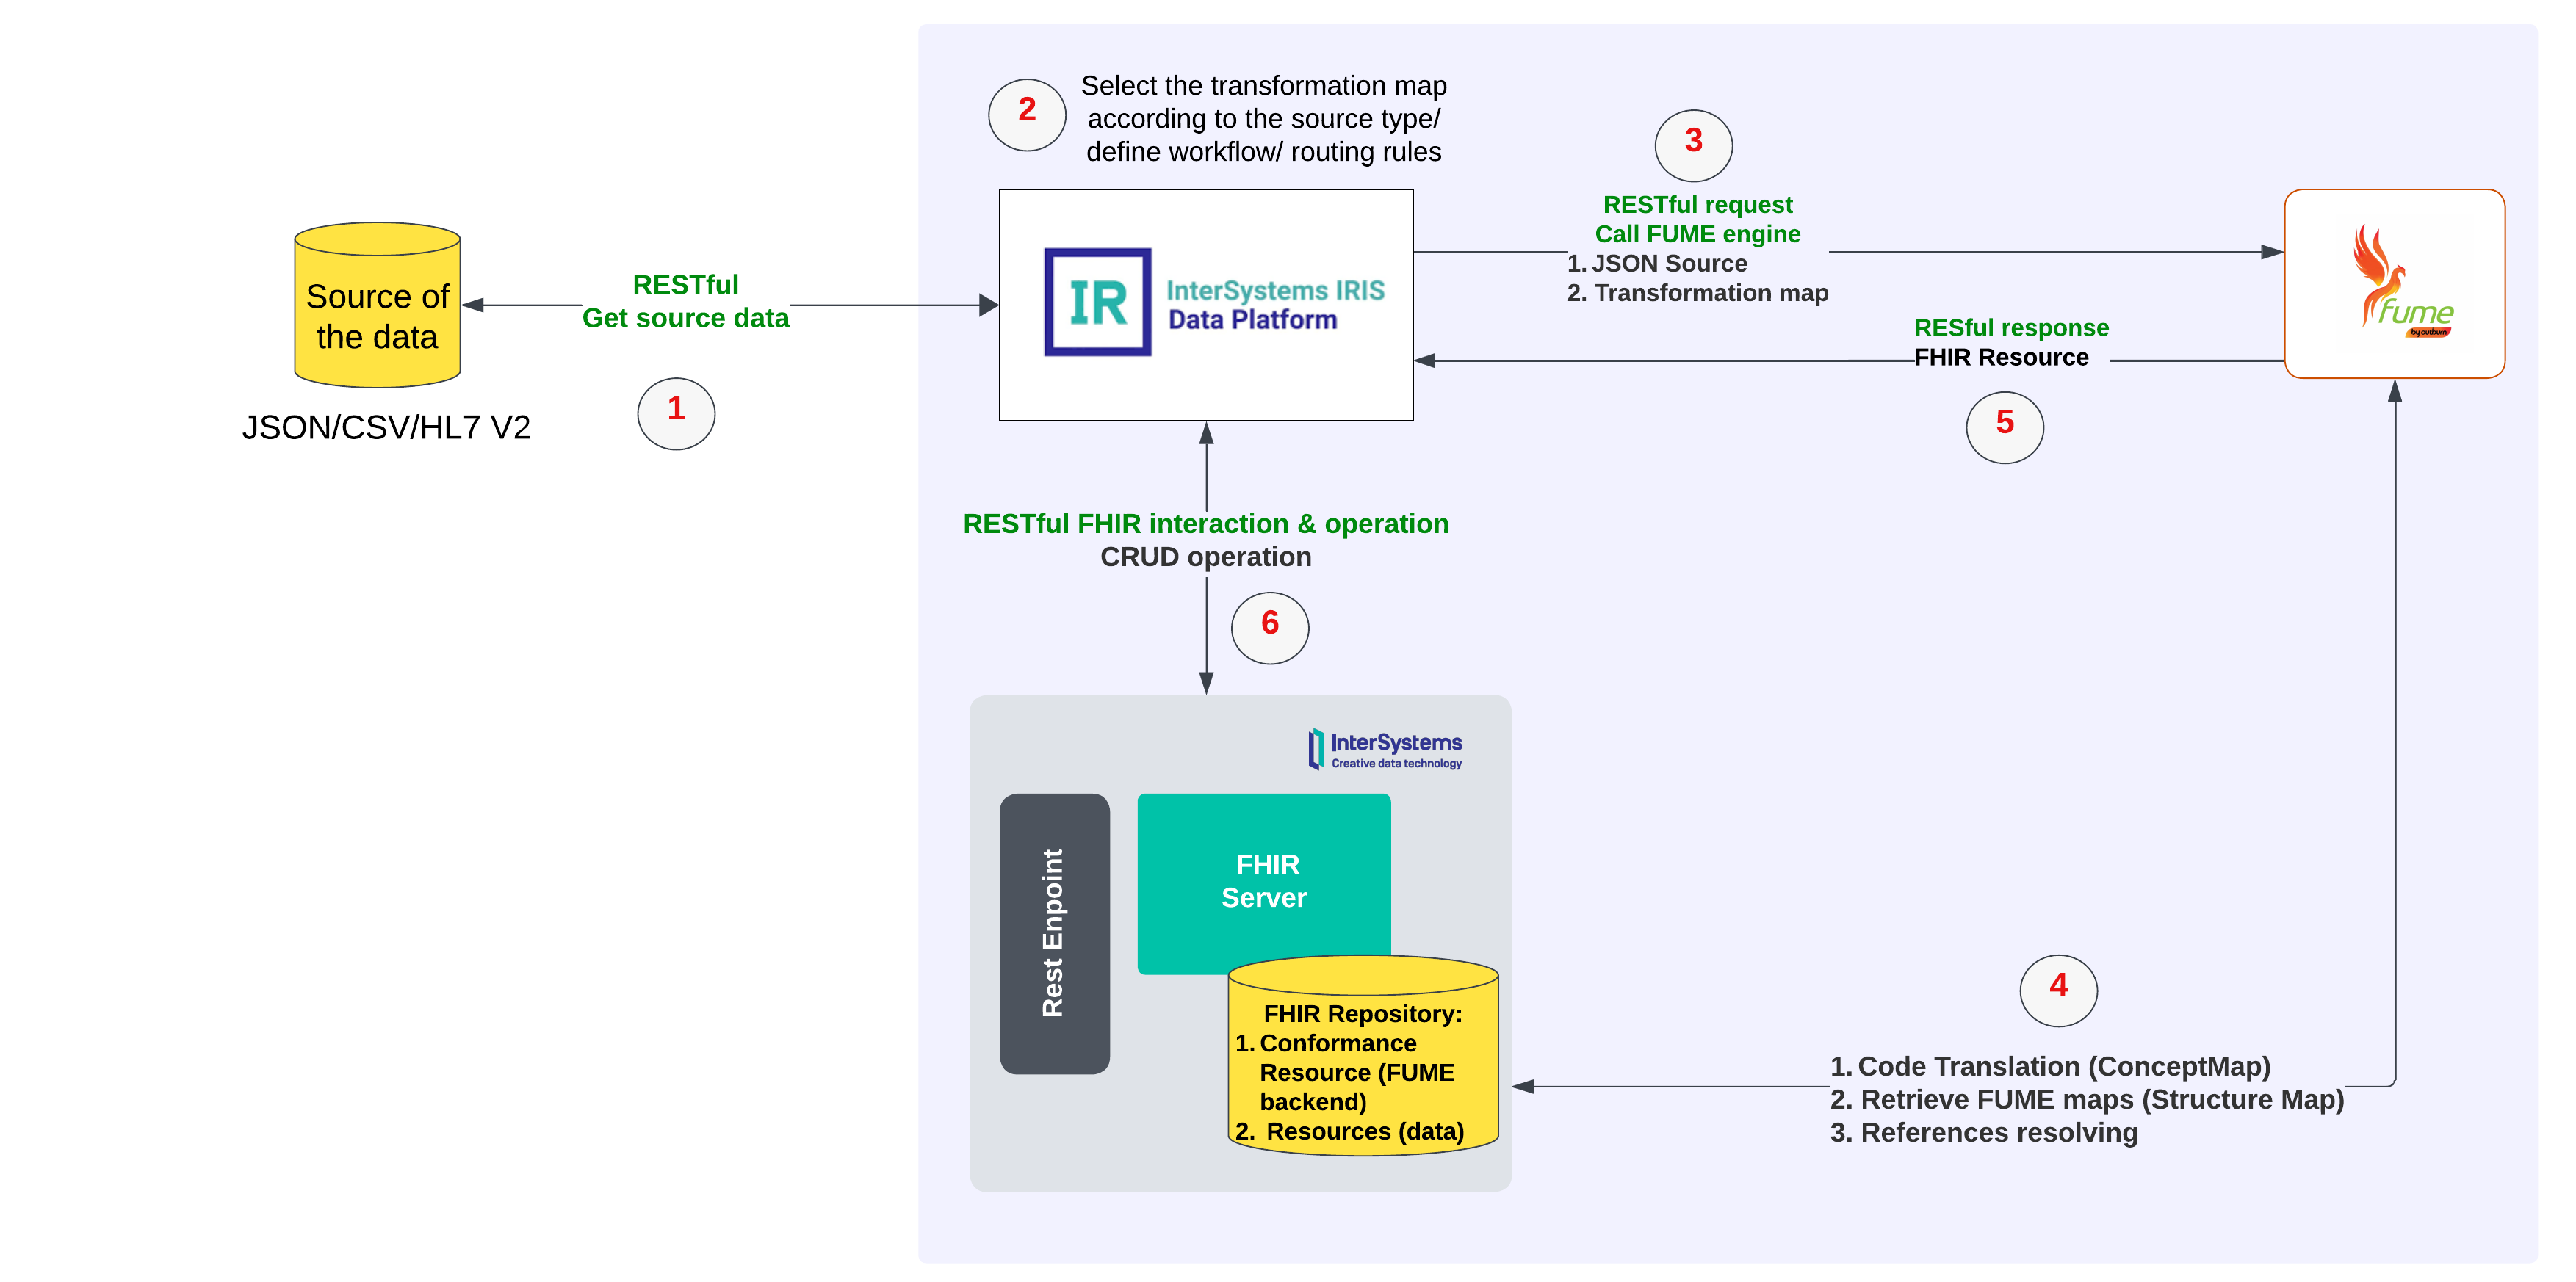 2
Select the transformation map
according to the source type/
define workflow/ routing rules
3
RESTful request
Call FUME engine
1. JSON Source
2. Transformation map
Source of
the data
JSON/CSV/HL7 V2
RESTful
Get source data
1
IR
InterSystems IRIS
Data Platform
RESful response
FHIR Resource
5
fume
by outburn
RESTful FHIR interaction & operation
CRUD operation
6
InterSystems
Creative data technology
Rest Enpoint
FHIR
Server
FHIR Repository:
1. Conformance
Resource (FUME
backend)
2. Resources (data)
4
1. Code Translation (ConceptMap)
2. Retrieve FUME maps (Structure Map)
3. References resolving